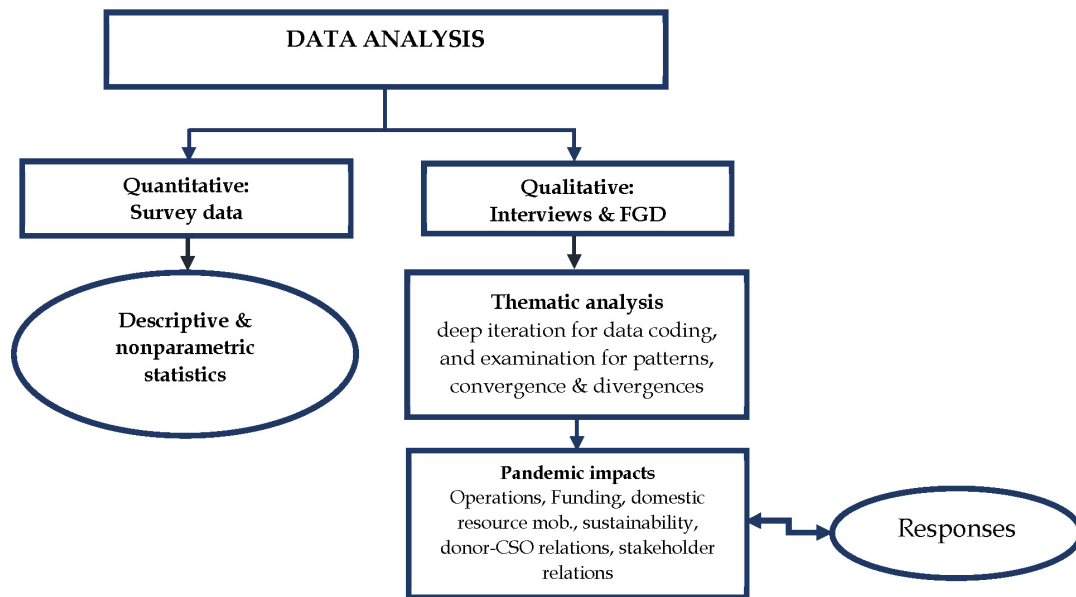 DATA ANALYSIS
Quantitative:
Survey data
Qualitative:
Interviews & FGD
Descriptive &
nonparametric
statistics
Thematic analysis
deep iteration for data coding,
and examination for patterns,
convergence & divergences
Pandemic impacts
Operations, Funding, domestic
resource mob., sustainability,
donor-CSO relations, stakeholder
relations
Responses